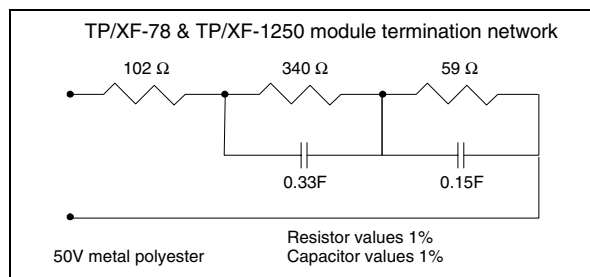 TP/XF-78 & TP/XF-1250 module termination network
102 Ω 340 Ω 59 Ω
0.33F 0.15F
50V metal polyester
Resistor values 1%
Capacitor values 1%